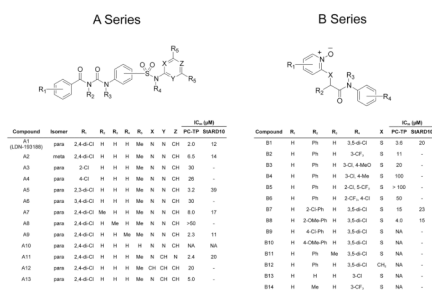 A Series
B Series
IC₅₀ (µM)
Compound Isomer R₁ R₂ R₃ R₄ R₅ X Y Z PC-TP StARD10
A1 (LDN-193188) para 2,4-di-Cl H H H Me N N CH 2.0 12
A2 meta 2,4-di-Cl H H H Me N N CH 6.5 14
A3 para 2-Cl H H H Me N N CH 30 -
A4 para 4-Cl H H H Me N N CH 26 -
A5 para 2,3-di-Cl H H H Me N N CH 3.2 39
A6 para 3,4-di-Cl H H H Me N N CH 30 -
A7 para 2,4-di-Cl Me H H Me N N CH 8.0 17
A8 para 2,4-di-Cl H Me H Me N N CH >50 -
A9 para 2,4-di-Cl H H Me Me N N CH 2.3 11
A10 para 2,4-di-Cl H H H H N N CH NA NA
A11 para 2,4-di-Cl H H H Me N CH N 2.4 20
A12 para 2,4-di-Cl H H H Me CH CH CH 20 -
A13 para 2,4-di-Cl H H H Me N CH CH 5.0 -
IC₅₀ (µM)
Compound R₁ R₂ R₃ R₄ X PC-TP StARD10
B1 H Ph H 3,5-di-Cl S 3.8 20
B2 H Ph H 3-CF₃ S 11 -
B3 H Ph H 3-Cl, 4-MeO S 20 -
B4 H Ph H 3-Cl, 4-Me S 100 -
B5 H Ph H 2-Cl, 5-CF₃ S > 100 -
B6 H Ph H 2-CF₃, 4-Cl S 50 -
B7 H 2-Cl-Ph H 3,5-di-Cl S 15 23
B8 H 2-OMe-Ph H 3,5-di-Cl S 4.0 15
B9 H 4-Cl-Ph H 3,5-di-Cl S NA -
B10 H 4-OMe-Ph H 3,5-di-Cl S NA -
B11 H Ph Me 3,5-di-Cl S NA -
B12 H Ph H 3,5-di-Cl CH₂ NA -
B13 H H H 3-Cl S NA -
B14 H Me H 3-CF₃ S NA -